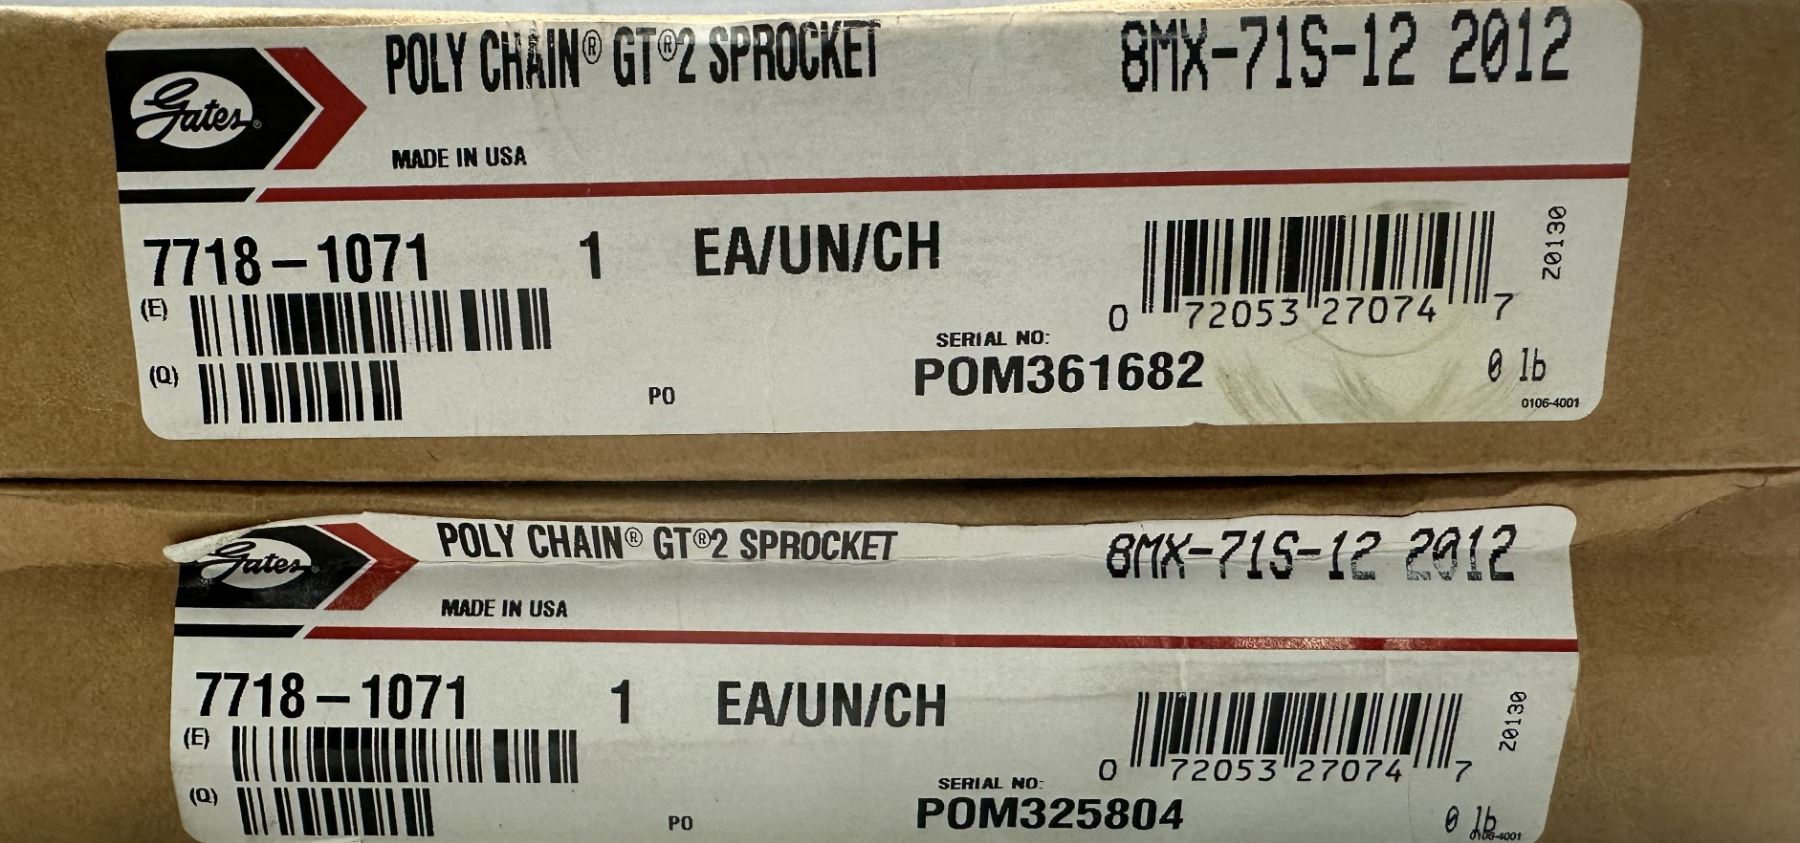 Gates®
POLY CHAIN® GT®2 SPROCKET
8MX-71S-12 2012
MADE IN USA
7718-1071 1 EA/UN/CH
(E)
(Q)
PO
0 72053 27074 7
Z0130
SERIAL NO:
POM361682
0 lb
0106-4001
Gates®
POLY CHAIN® GT®2 SPROCKET
8MX-71S-12 2012
MADE IN USA
7718-1071 1 EA/UN/CH
(E)
(Q)
PO
0 72053 27074 7
Z0130
SERIAL NO:
POM325804
0 lb
0106-4001